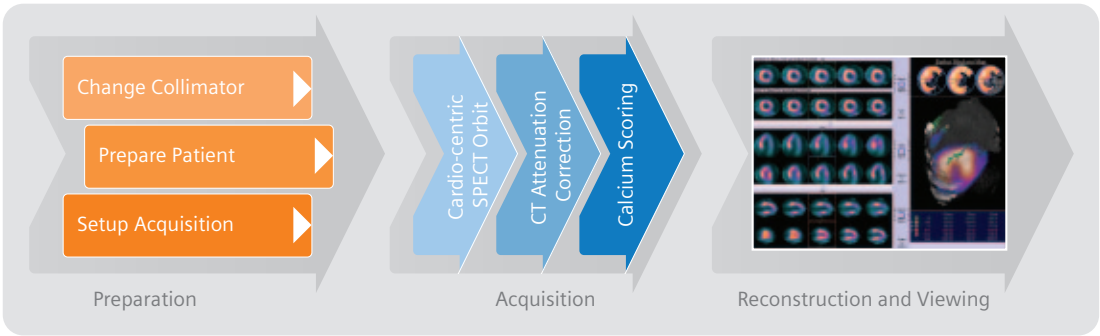 Change Collimator
Prepare Patient
Setup Acquisition
Preparation
Cardio-centric
SPECT Orbit
CT Attenuation
Correction
Calcium Scoring
Acquisition
Reconstruction and Viewing